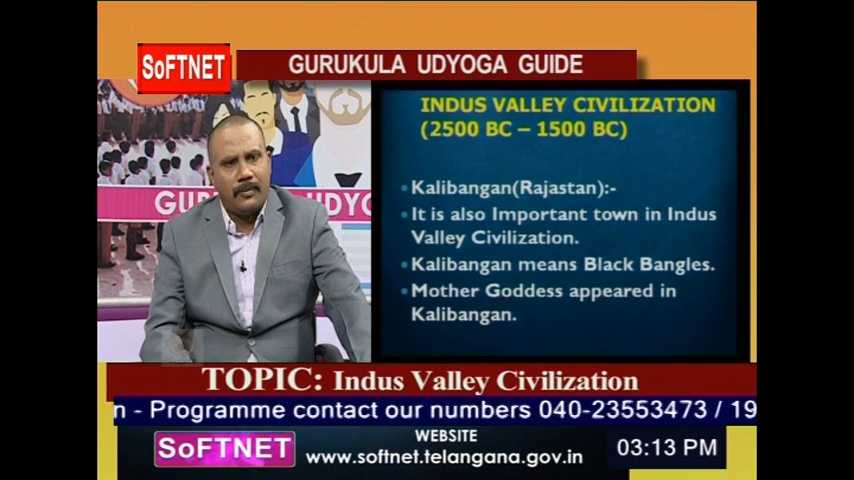 SoFTNET
GURUKULA UDYOGA GUIDE
INDUS VALLEY CIVILIZATION
(2500 BC – 1500 BC)
• Kalibangan(Rajastan):-
• It is also Important town in Indus
Valley Civilization.
• Kalibangan means Black Bangles.
• Mother Goddess appeared in
Kalibangan.
TOPIC: Indus Valley Civilization
n - Programme contact our numbers 040-23553473 / 19
SoFTNET
WEBSITE
www.softnet.telangana.gov.in
03:13 PM